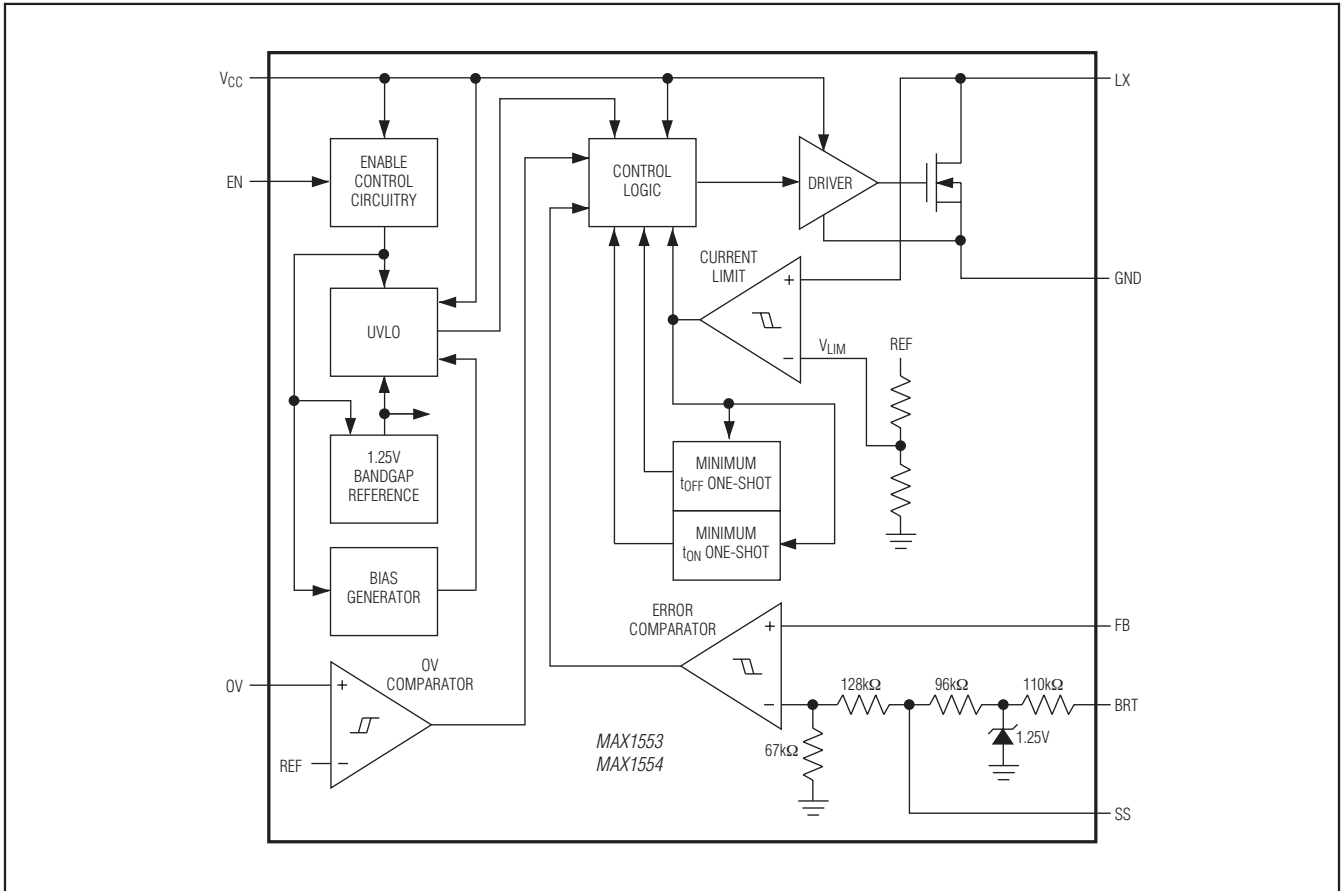 VCC
LX
EN
ENABLE
CONTROL
CIRCUITRY
CONTROL
LOGIC
DRIVER
GND
CURRENT
LIMIT
+
−
UVLO
VLIM
REF
1.25V
BANDGAP
REFERENCE
MINIMUM
tOFF ONE-SHOT
MINIMUM
tON ONE-SHOT
BIAS
GENERATOR
ERROR
COMPARATOR
+
−
FB
OV
+
−
OV
COMPARATOR
REF
128kΩ
96kΩ
110kΩ
BRT
67kΩ
1.25V
MAX1553
MAX1554
SS